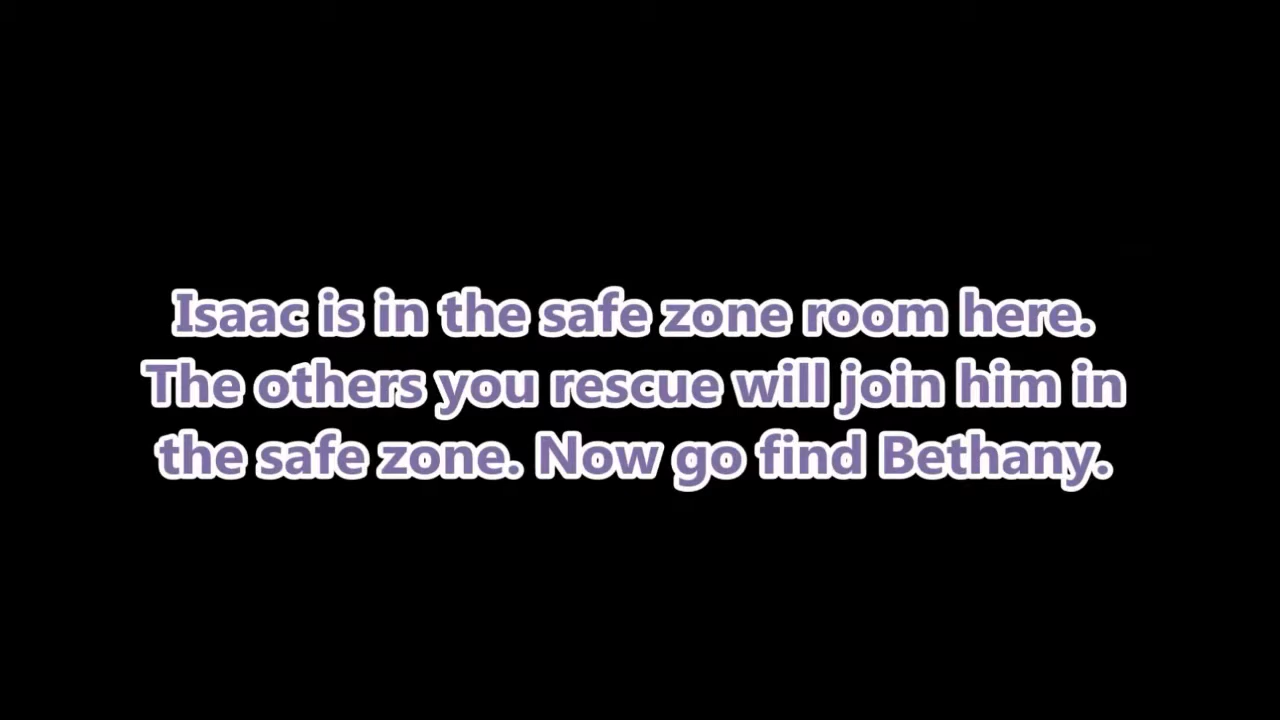 Isaac is in the safe zone room here.
The others you rescue will join him in
the safe zone. Now go find Bethany.